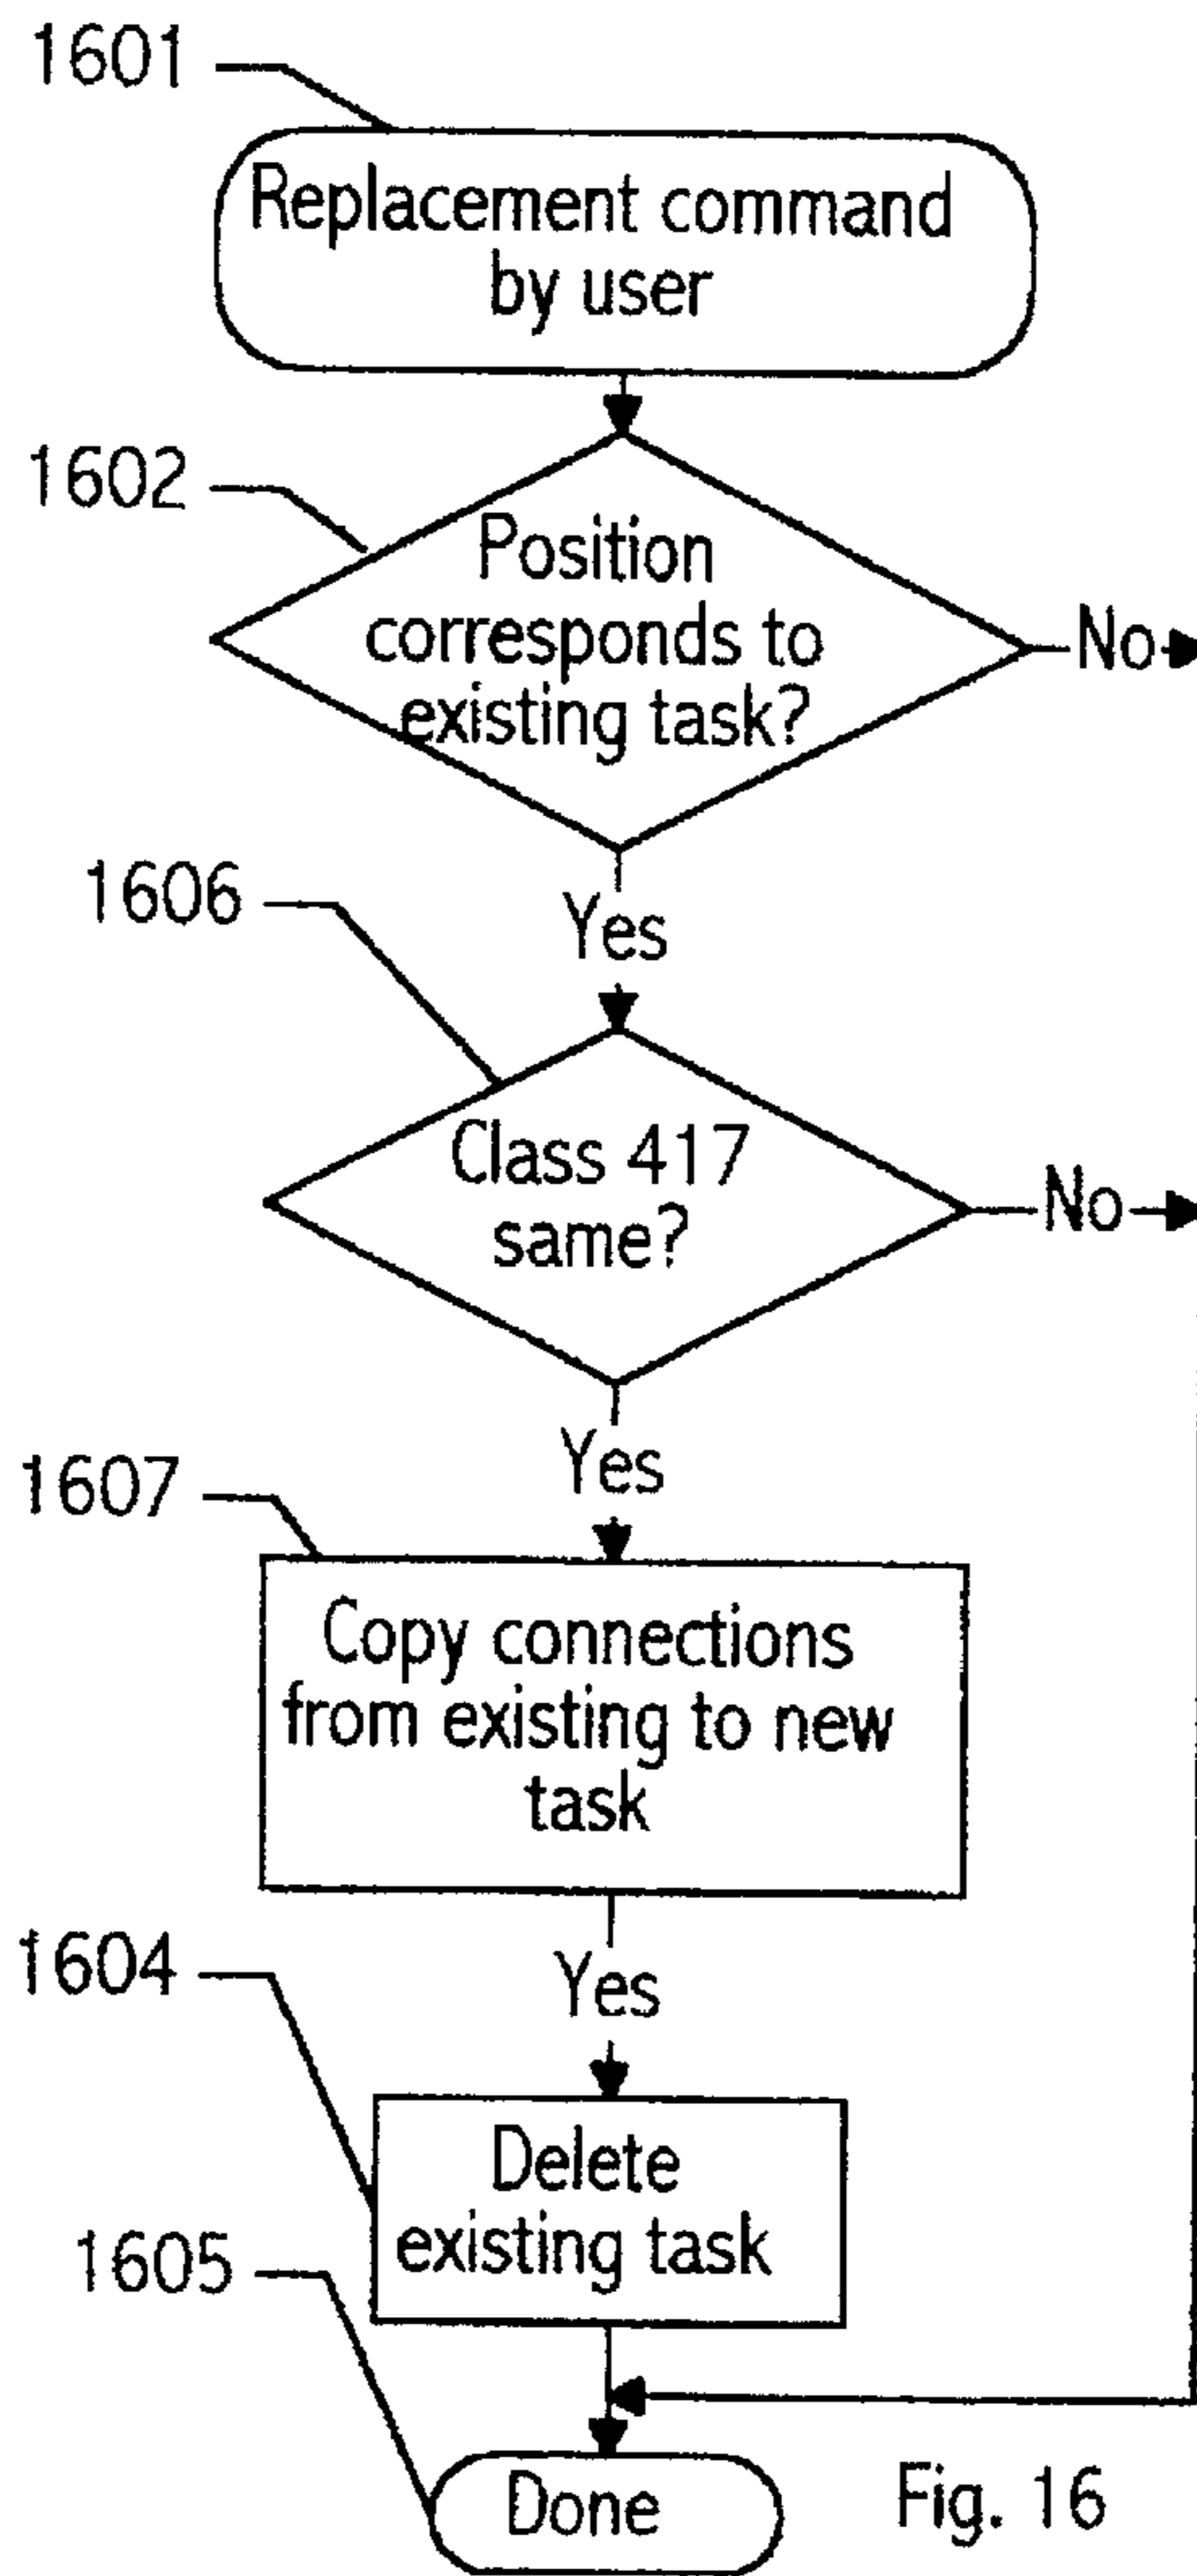 1601
Replacement command
by user
1602
Position
corresponds to
existing task?
No
Yes
1606
Class 417
same?
No
Yes
1607
Copy connections
from existing to new
task
Yes
1604
Delete
existing task
1605
Done
Fig. 16